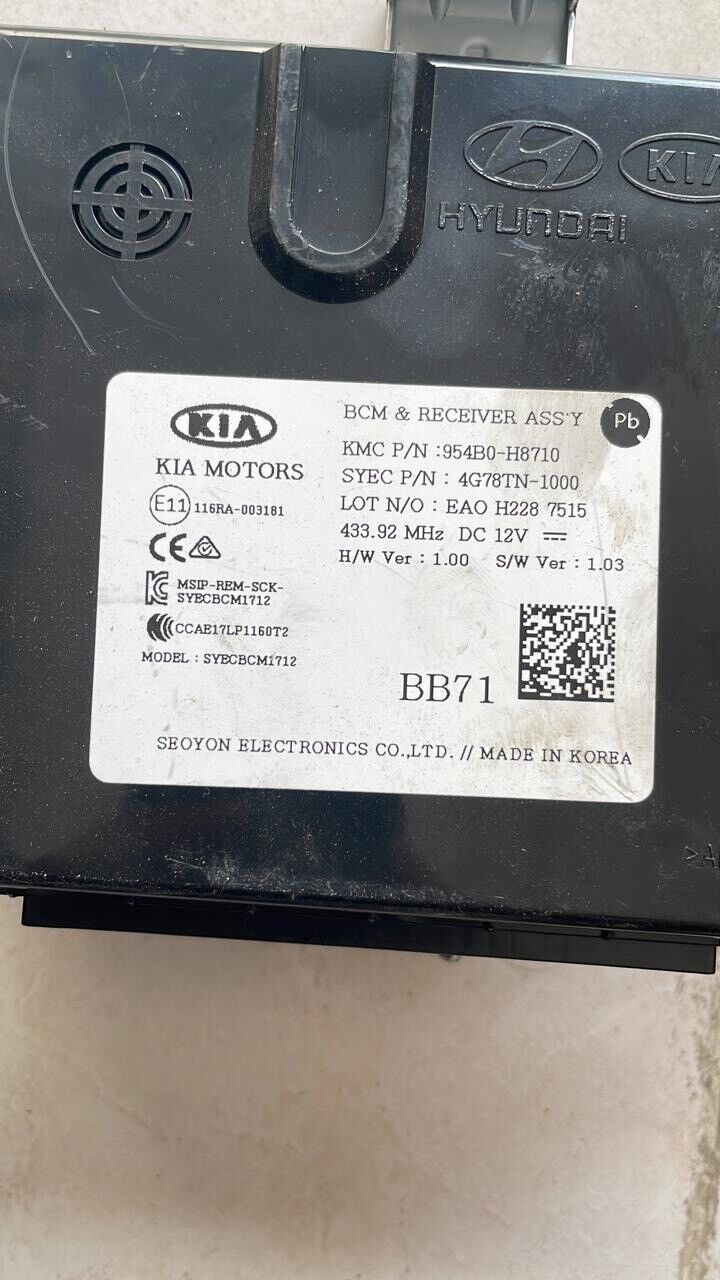 HYUNDAI
KIA
KIA
KIA MOTORS
E11 116RA-003181
CE
MSIP-REM-SCK-
SYECBCM1712
CCAE17LP1160T2
MODEL : SYECBCM1712
BCM & RECEIVER ASS'Y
Pb
KMC P/N :954B0-H8710
SYEC P/N : 4G78TN-1000
LOT N/O : EAO H228 7515
433.92 MHz DC 12V
H/W Ver : 1.00 S/W Ver : 1.03
BB71
SEOYON ELECTRONICS CO.,LTD. // MADE IN KOREA